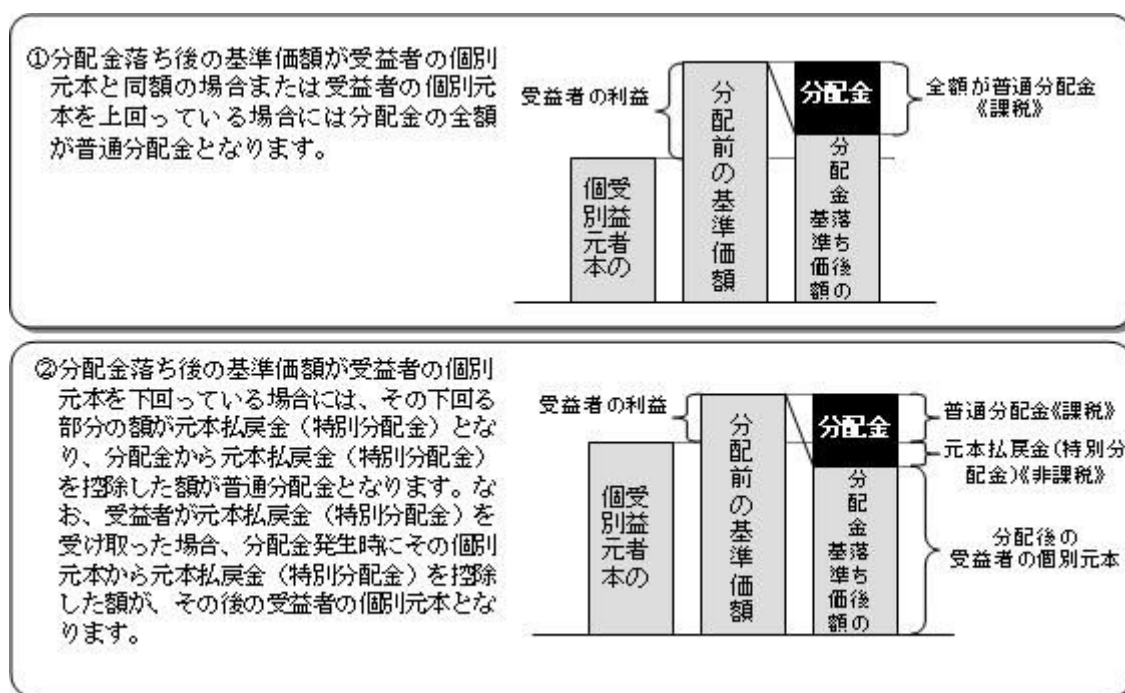 ①分配金落ち後の基準価額が受益者の個別
元本と同額の場合または受益者の個別元
本を上回っている場合には分配金の全額
が普通分配金となります。
受益者の利益
受益者の
個別元本
分配前の基準価額
分配金
分配金落ち後の
基準価額
全額が普通分配金
《課税》
②分配金落ち後の基準価額が受益者の個別
元本を下回っている場合には、その下回る
部分の額が元本払戻金（特別分配金）とな
り、分配金から元本払戻金（特別分配金）
を控除した額が普通分配金となります。な
お、受益者が元本払戻金（特別分配金）を
受け取った場合、分配金発生時にその個別
元本から元本払戻金（特別分配金）を控除
した額が、その後の受益者の個別元本とな
ります。
受益者の利益
受益者の
個別元本
分配前の基準価額
分配金
分配金落ち後の
基準価額
普通分配金《課税》
元本払戻金(特別分
配金)《非課税》
分配後の
受益者の個別元本